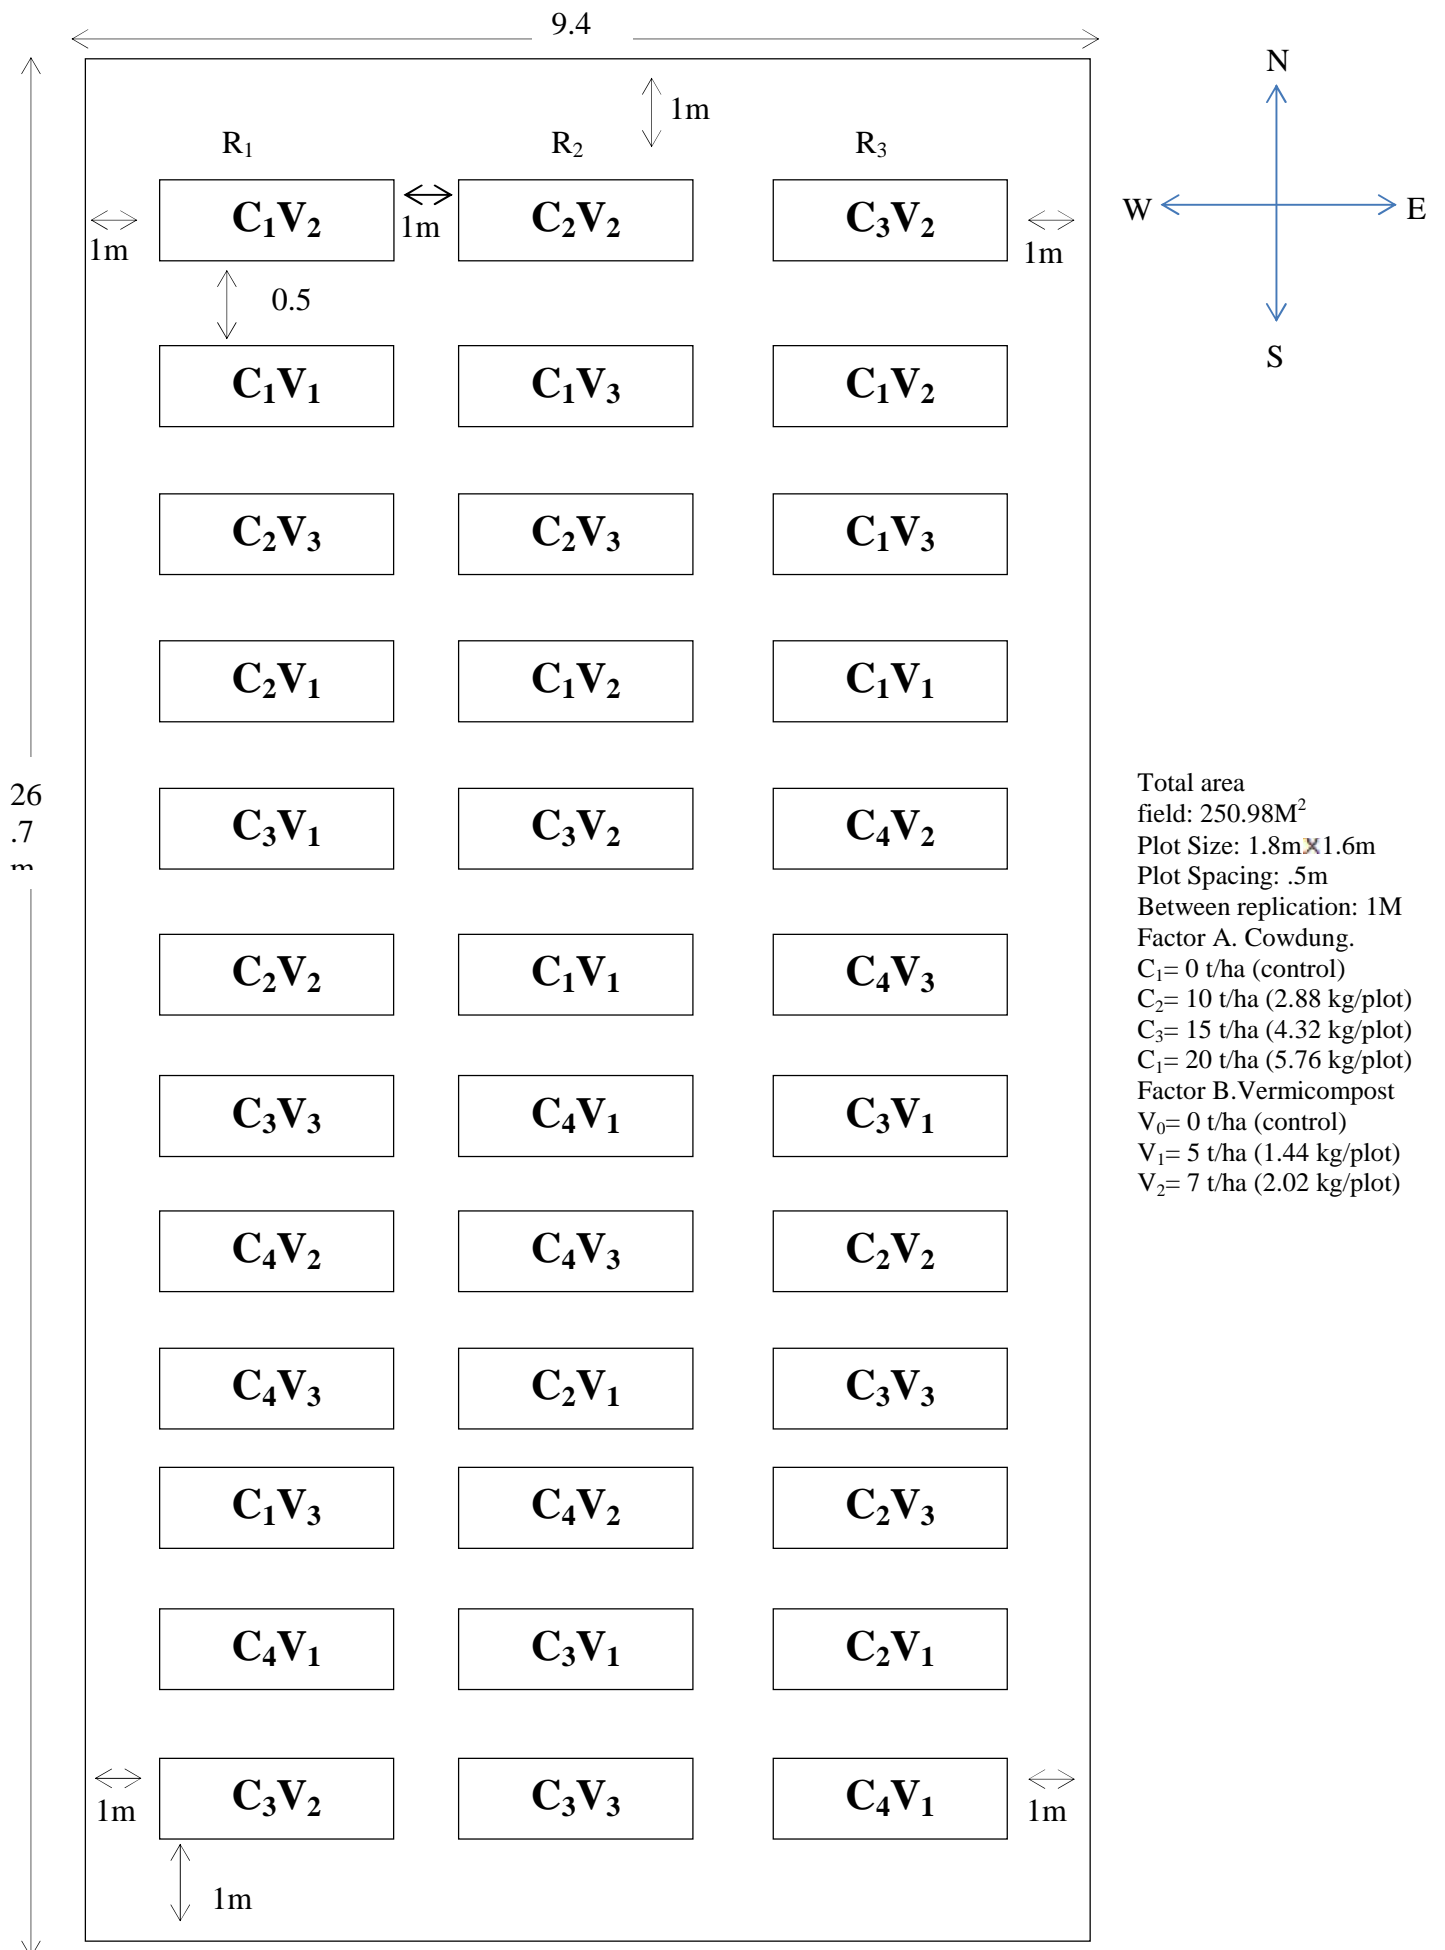 9.4
N
1m
R₁ R₂ R₃
C₁V₂ C₂V₂ C₃V₂
W E
1m 1m 1m
0.5
S
C₁V₁ C₁V₃ C₁V₂
C₂V₃ C₂V₃ C₁V₃
C₂V₁ C₁V₂ C₁V₁
26
.7
m
C₃V₁ C₃V₂ C₄V₂
C₂V₂ C₁V₁ C₄V₃
C₃V₃ C₄V₁ C₃V₁
C₄V₂ C₄V₃ C₂V₂
C₄V₃ C₂V₁ C₃V₃
C₁V₃ C₄V₂ C₂V₃
C₄V₁ C₃V₁ C₂V₁
C₃V₂ C₃V₃ C₄V₁
1m 1m
1m
Total area
field: 250.98M²
Plot Size: 1.8m×1.6m
Plot Spacing: .5m
Between replication: 1M
Factor A. Cowdung.
C₁= 0 t/ha (control)
C₂= 10 t/ha (2.88 kg/plot)
C₃= 15 t/ha (4.32 kg/plot)
C₁= 20 t/ha (5.76 kg/plot)
Factor B.Vermicompost
V₀= 0 t/ha (control)
V₁= 5 t/ha (1.44 kg/plot)
V₂= 7 t/ha (2.02 kg/plot)